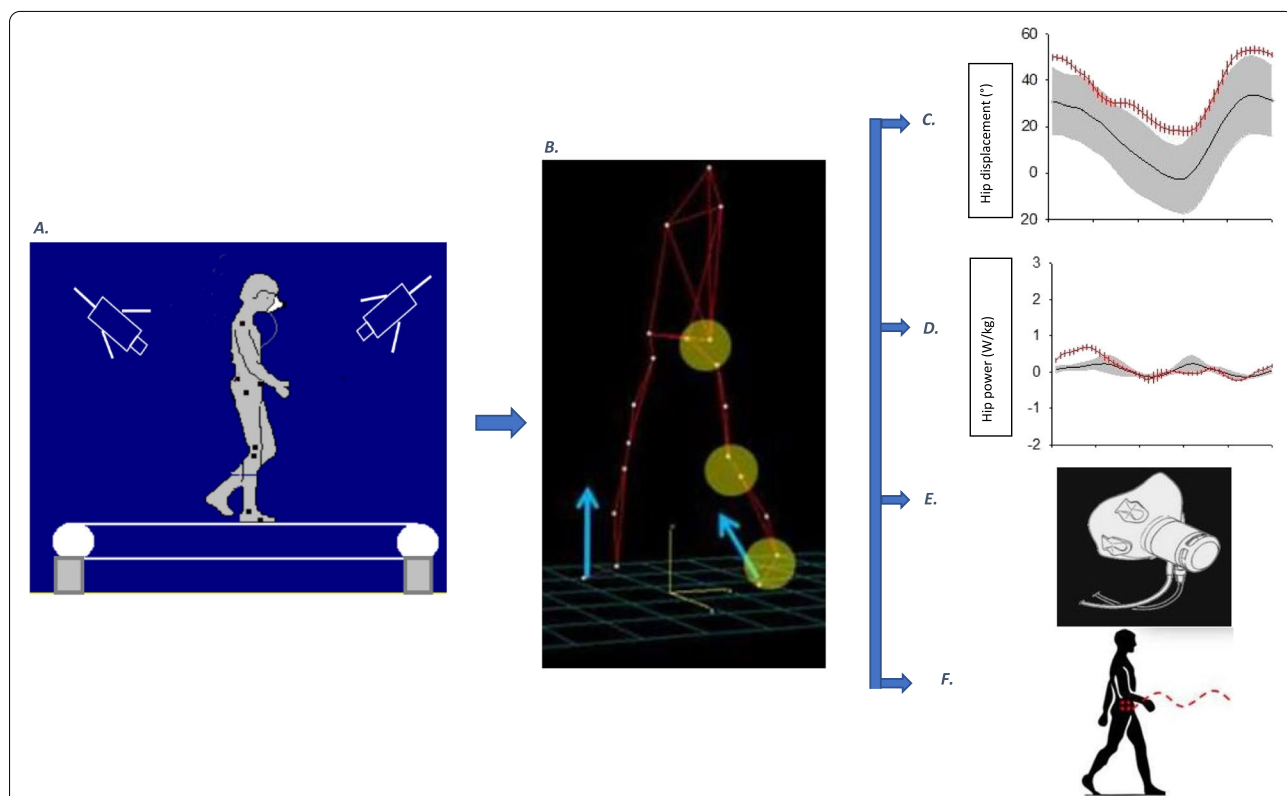 A.
B.
C.
Hip displacement (°)
60
40
20
0
20
D.
Hip power (W/kg)
3
2
1
0
-1
-2
E.
F.